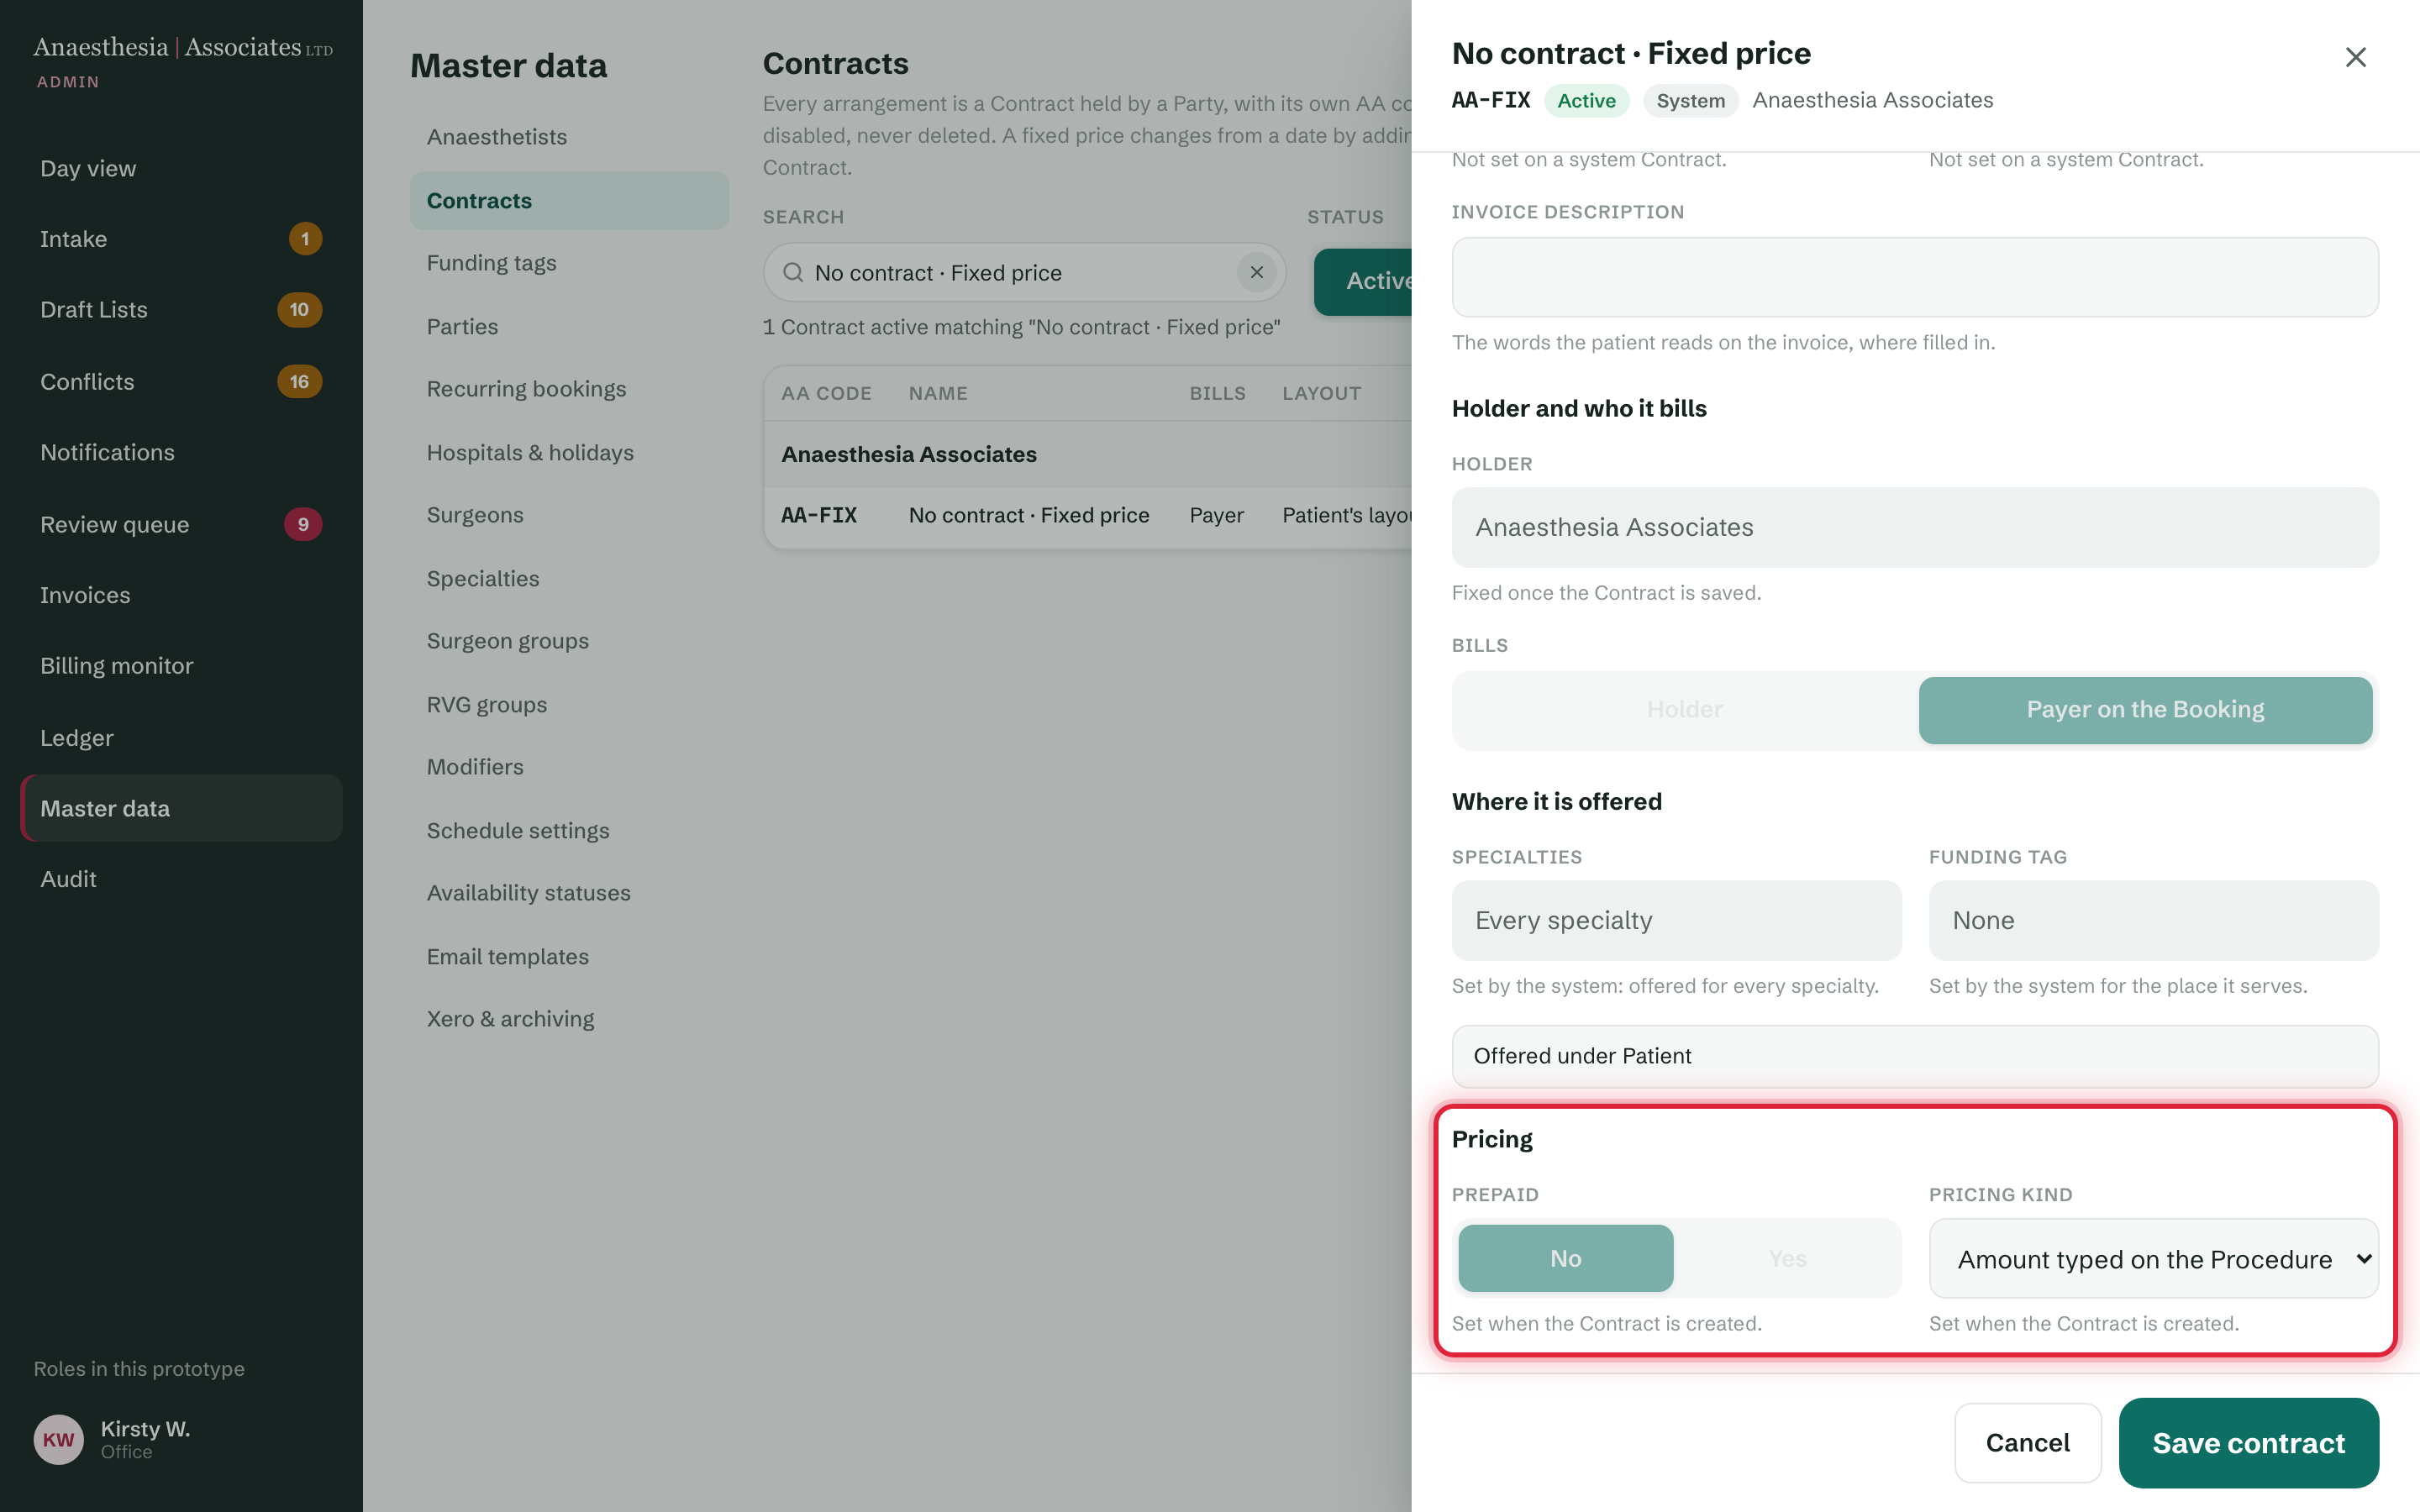 Anaesthesia | Associates LTD
ADMIN
Day view
Intake 1
Draft Lists 10
Conflicts 16
Notifications
Review queue 9
Invoices
Billing monitor
Ledger
Master data
Audit
Roles in this prototype
KW Kirsty W.
Office
Master data
Anaesthetists
Contracts
Funding tags
Parties
Recurring bookings
Hospitals & holidays
Surgeons
Specialties
Surgeon groups
RVG groups
Modifiers
Schedule settings
Availability statuses
Email templates
Xero & archiving
Contracts
Every arrangement is a Contract held by a Party, with its own AA
disabled, never deleted. A fixed price changes from a date by
Contract.
SEARCH STATUS
No contract · Fixed price
Active
1 Contract active matching "No contract · Fixed price"
AA CODE NAME BILLS LAYOUT
Anaesthesia Associates
AA-FIX No contract · Fixed price Payer Patient's
No contract · Fixed price
AA-FIX Active System Anaesthesia Associates
Not set on a system Contract. Not set on a system Contract.
INVOICE DESCRIPTION
The words the patient reads on the invoice, where filled in.
Holder and who it bills
HOLDER
Anaesthesia Associates
Fixed once the Contract is saved.
BILLS
Holder Payer on the Booking
Where it is offered
SPECIALTIES FUNDING TAG
Every specialty None
Set by the system: offered for every specialty. Set by the system for the place it serves.
Offered under Patient
Pricing
PREPAID PRICING KIND
No Yes Amount typed on the Procedure
Set when the Contract is created. Set when the Contract is created.
Cancel Save contract